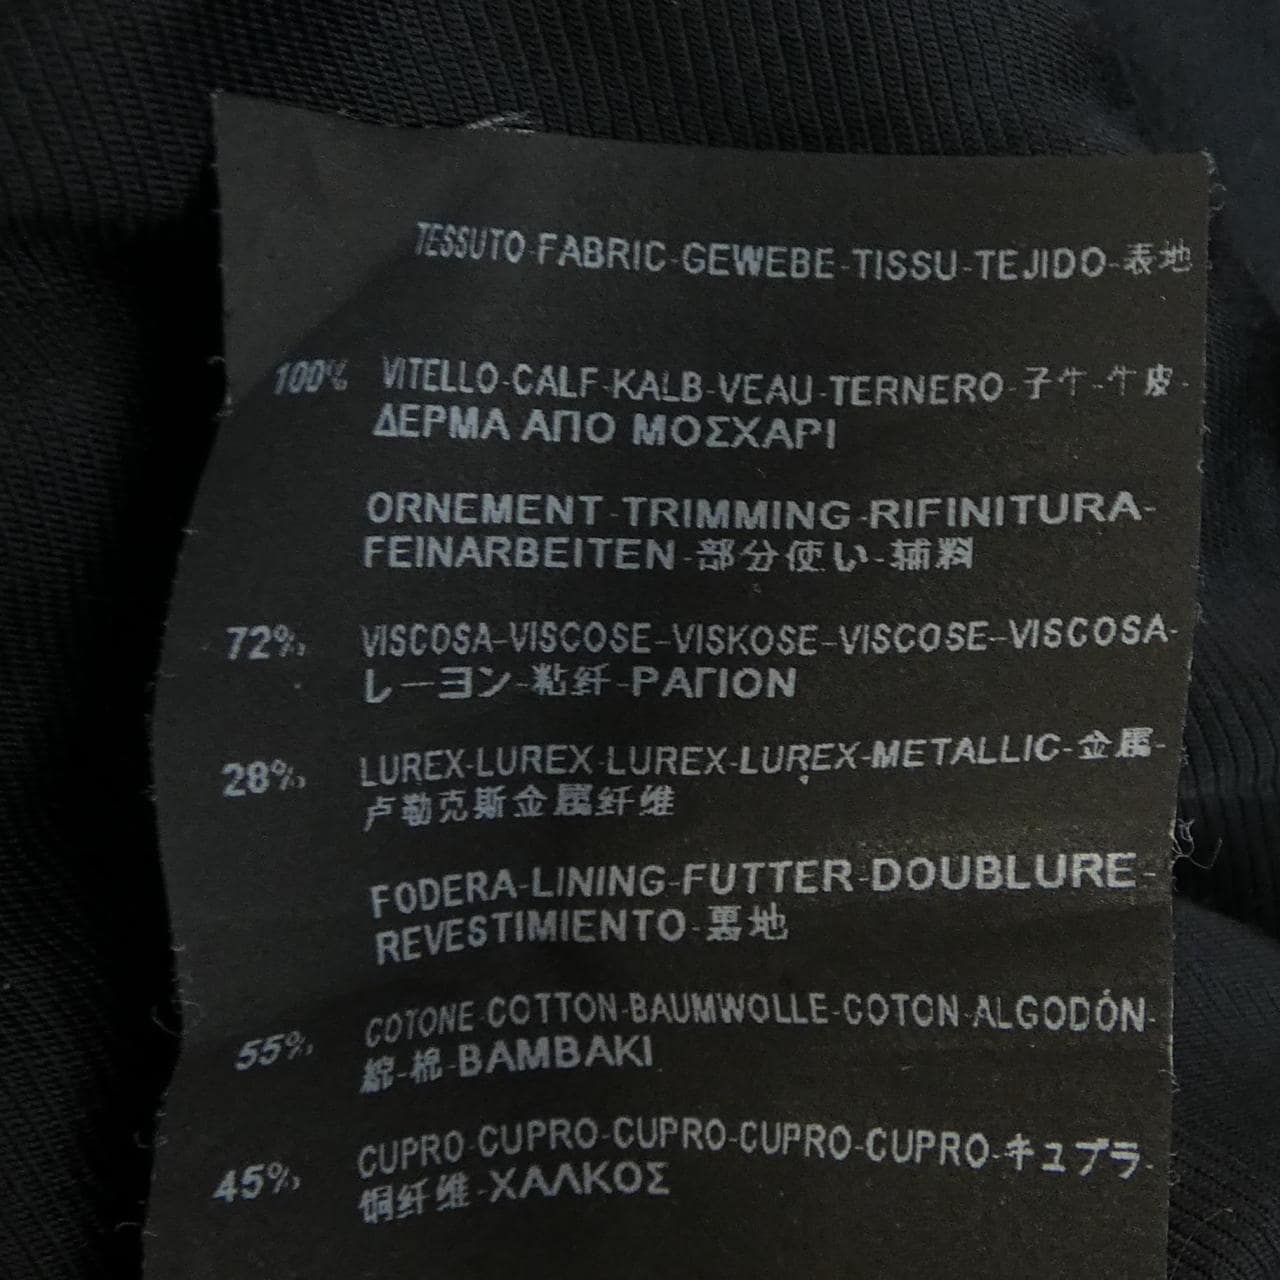 TESSUTO-FABRIC-GEWEBE-TISSU-TEJIDO-表地
100% VITELLO-CALF-KALB-VEAU-TERNERO-子牛-牛皮-
ΔΕΡΜΑ ΑΠΟ ΜΟΣΧΑΡΙ
ORNEMENT-TRIMMING-RIFINITURA-
FEINARBEITEN-部分使い-辅料
72% VISCOSA-VISCOSE-VISKOSE-VISCOSE-VISCOSA-
レーヨン-粘纤-ΡΑΓΙΟΝ
28% LUREX-LUREX-LUREX-LUREX-METALLIC-金属-
卢勒克斯金属纤维
FODERA-LINING-FUTTER-DOUBLURE-
REVESTIMIENTO-裏地
55% COTONE-COTTON-BAUMWOLLE-COTON-ALGODÓN-
綿-棉-BAMBAKI
45% CUPRO-CUPRO-CUPRO-CUPRO-CUPRO-キュプラ-
铜纤维-ΧΑΛΚΟΣ